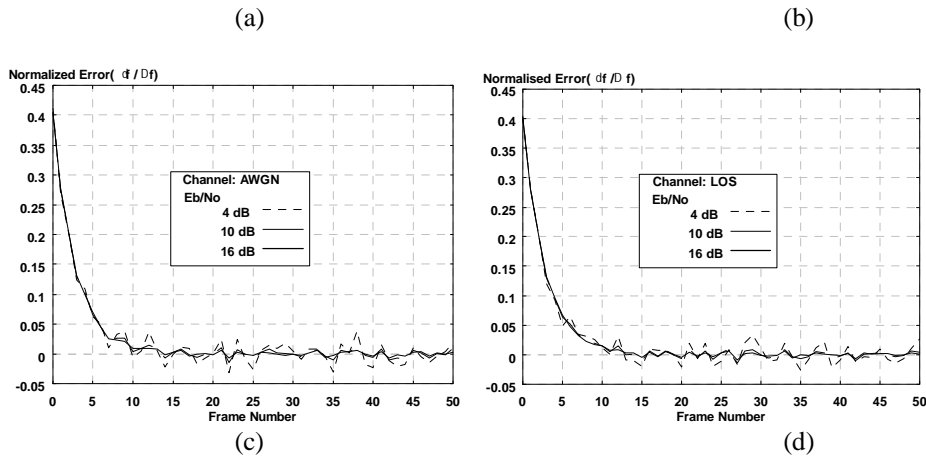 (a)
(b)
Normalized Error( df / Df)
0.45
0.4
0.35
0.3
0.25
0.2
0.15
0.1
0.05
0
-0.05
Channel: AWGN
Eb/No
4 dB
10 dB
16 dB
0 5 10 15 20 25 30 35 40 45 50
Frame Number
(c)
Normalised Error( df /D f)
0.45
0.4
0.35
0.3
0.25
0.2
0.15
0.1
0.05
0
-0.05
Channel: LOS
Eb/No
4 dB
10 dB
16 dB
0 5 10 15 20 25 30 35 40 45 50
Frame Number
(d)